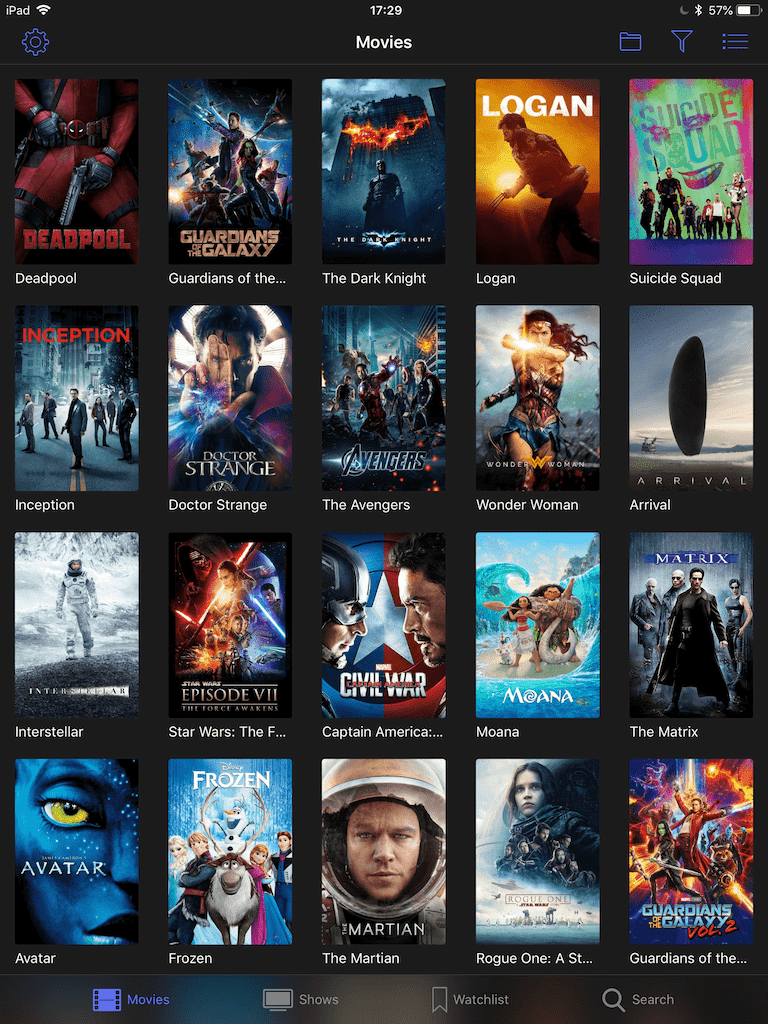 iPad 17:29 57%
Movies
DEADPOOL
GUARDIANS
OF THE GALAXY
THE DARK KNIGHT
LOGAN
SUICIDE
SQUAD
Deadpool
Guardians of the...
The Dark Knight
Logan
Suicide Squad
INCEPTION
DOCTOR
STRANGE
AVENGERS
WONDER WOMAN
ARRIVAL
Inception
Doctor Strange
The Avengers
Wonder Woman
Arrival
INTERSTELLAR
STAR WARS
EPISODE VII
THE FORCE AWAKENS
MARVEL
CAPTAIN AMERICA
CIVIL WAR
MOANA
MATRIX
Interstellar
Star Wars: The F...
Captain America:...
Moana
The Matrix
JAMES CAMERON'S
AVATAR
Disney
FROZEN
THE MARTIAN
ROGUE ONE
STAR WARS
GUARDIANS
OF THE GALAXY
VOL. 2
Avatar
Frozen
The Martian
Rogue One: A St...
Guardians of the...
Movies
Shows
Watchlist
Search